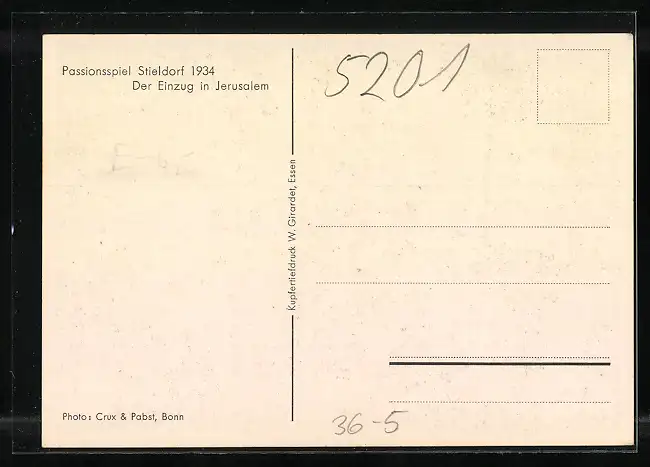 Passionsspiel Stieldorf 1934
Der Einzug in Jerusalem
5201
Kupfertiefdruck W. Girardet, Essen
Photo: Crux & Pabst, Bonn
36-5